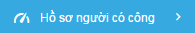 Hồ sơ người có công